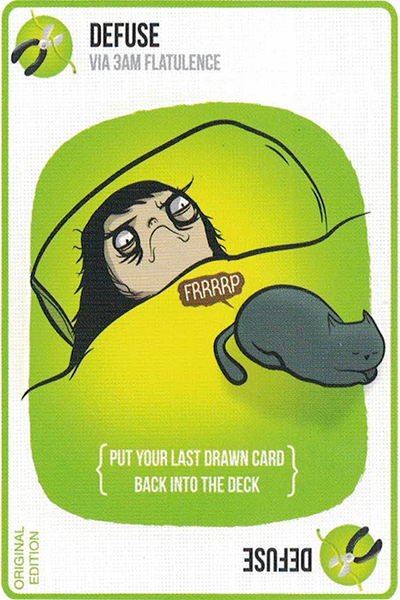 DEFUSE
VIA 3AM FLATULENCE
FRRRRP
PUT YOUR LAST DRAWN CARD
BACK INTO THE DECK
ORIGINAL
EDITION
DEFUSE